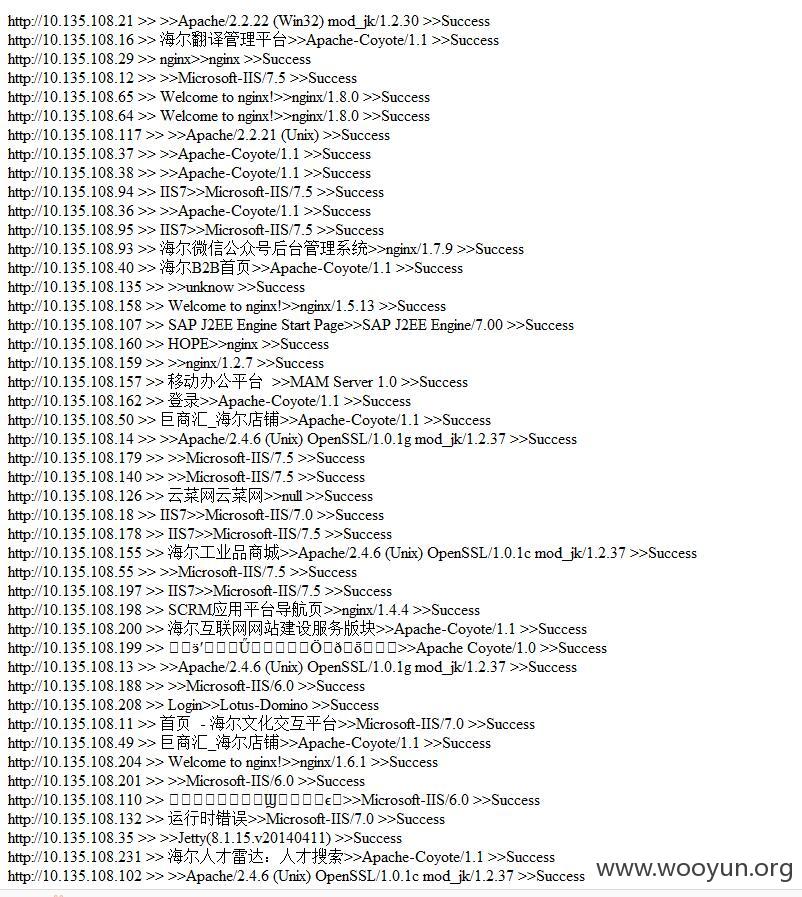 http://10.135.108.21 >> >>Apache/2.2.22 (Win32) mod_jk/1.2.30 >>Success
http://10.135.108.16 >> 海尔翻译管理平台>>Apache-Coyote/1.1 >>Success
http://10.135.108.29 >> nginx>>nginx >>Success
http://10.135.108.12 >> >>Microsoft-IIS/7.5 >>Success
http://10.135.108.65 >> Welcome to nginx!>>nginx/1.8.0 >>Success
http://10.135.108.64 >> Welcome to nginx!>>nginx/1.8.0 >>Success
http://10.135.108.117 >> >>Apache/2.2.21 (Unix) >>Success
http://10.135.108.37 >> >>Apache-Coyote/1.1 >>Success
http://10.135.108.38 >> >>Apache-Coyote/1.1 >>Success
http://10.135.108.94 >> IIS7>>Microsoft-IIS/7.5 >>Success
http://10.135.108.36 >> >>Apache-Coyote/1.1 >>Success
http://10.135.108.95 >> IIS7>>Microsoft-IIS/7.5 >>Success
http://10.135.108.93 >> 海尔微信公众号后台管理系统>>nginx/1.7.9 >>Success
http://10.135.108.40 >> 海尔B2B首页>>Apache-Coyote/1.1 >>Success
http://10.135.108.135 >> >>unknow >>Success
http://10.135.108.158 >> Welcome to nginx!>>nginx/1.5.13 >>Success
http://10.135.108.107 >> SAP J2EE Engine Start Page>>SAP J2EE Engine/7.00 >>Success
http://10.135.108.160 >> HOPE>>nginx >>Success
http://10.135.108.159 >> >>nginx/1.2.7 >>Success
http://10.135.108.157 >> 移动办公平台 >>MAM Server 1.0 >>Success
http://10.135.108.162 >> 登录>>Apache-Coyote/1.1 >>Success
http://10.135.108.50 >> 巨商汇_海尔店铺>>Apache-Coyote/1.1 >>Success
http://10.135.108.14 >> >>Apache/2.4.6 (Unix) OpenSSL/1.0.1g mod_jk/1.2.37 >>Success
http://10.135.108.179 >> >>Microsoft-IIS/7.5 >>Success
http://10.135.108.140 >> >>Microsoft-IIS/7.5 >>Success
http://10.135.108.126 >> 云菜网云菜网>>null >>Success
http://10.135.108.18 >> IIS7>>Microsoft-IIS/7.0 >>Success
http://10.135.108.178 >> IIS7>>Microsoft-IIS/7.5 >>Success
http://10.135.108.155 >> 海尔工业品商城>>Apache/2.4.6 (Unix) OpenSSL/1.0.1c mod_jk/1.2.37 >>Success
http://10.135.108.55 >> >>Microsoft-IIS/7.5 >>Success
http://10.135.108.197 >> IIS7>>Microsoft-IIS/7.5 >>Success
http://10.135.108.198 >> SCRM应用平台导航页>>nginx/1.4.4 >>Success
http://10.135.108.200 >> 海尔互联网网站建设服务版块>>Apache-Coyote/1.1 >>Success
http://10.135.108.199 >> >>Apache Coyote/1.0 >>Success
http://10.135.108.13 >> >>Apache/2.4.6 (Unix) OpenSSL/1.0.1g mod_jk/1.2.37 >>Success
http://10.135.108.188 >> >>Microsoft-IIS/6.0 >>Success
http://10.135.108.208 >> Login>>Lotus-Domino >>Success
http://10.135.108.11 >> 首页 - 海尔文化交互平台>>Microsoft-IIS/7.0 >>Success
http://10.135.108.49 >> 巨商汇_海尔店铺>>Apache-Coyote/1.1 >>Success
http://10.135.108.204 >> Welcome to nginx!>>nginx/1.6.1 >>Success
http://10.135.108.201 >> >>Microsoft-IIS/6.0 >>Success
http://10.135.108.110 >> >>Microsoft-IIS/6.0 >>Success
http://10.135.108.132 >> 运行时错误>>Microsoft-IIS/7.0 >>Success
http://10.135.108.35 >> >>Jetty(8.1.15.v20140411) >>Success
http://10.135.108.231 >> 海尔人才雷达：人才搜索>>Apache-Coyote/1.1 >>Success
http://10.135.108.102 >> >>Apache/2.4.6 (Unix) OpenSSL/1.0.1c mod_jk/1.2.37 >>Success
www.wooyun.org